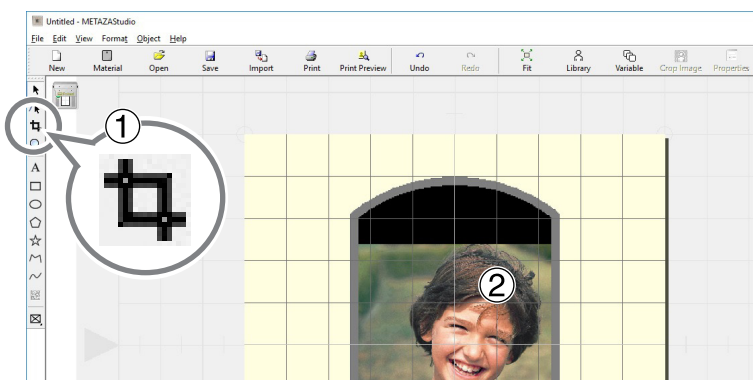 Untitled - METAZAStudio
File Edit View Format Object Help
New Material Open Save Import Print Print Preview Undo Redo Fit Library Variable Crop Image Properties
1
A
2